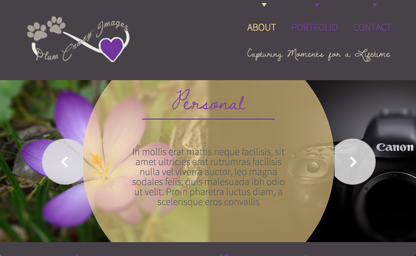 Plum Crazy Images
ABOUT PORTFOLIO CONTACT
Capturing Moments for a Lifetime
Personal
In mollis erat mattis neque facilisis, sit
amet ultricies erat rutrumras facilisis
nulla vel viverra auctor, leo magna
sodales felis, quis malesuada ibh odio
ut velit. Proin pharetra luctus diam, a
scelerisque eros convallis
Canon